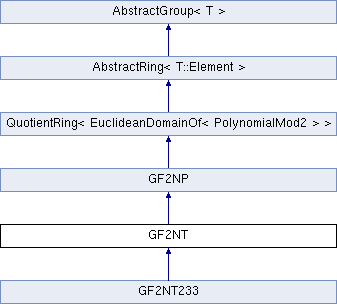 AbstractGroup< T >
AbstractRing< T::Element >
QuotientRing< EuclideanDomainOf< PolynomialMod2 > >
GF2NP
GF2NT
GF2NT233